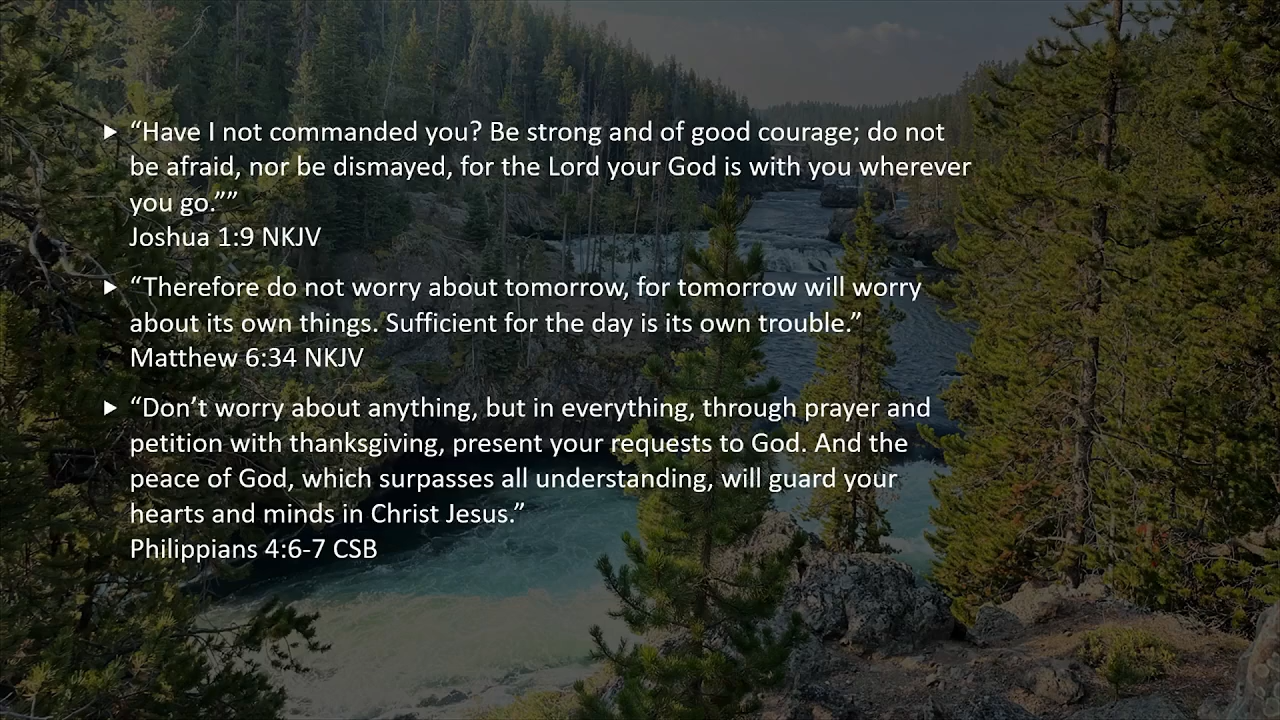 “Have I not commanded you? Be strong and of good courage; do not
be afraid, nor be dismayed, for the Lord your God is with you wherever
you go.””
Joshua 1:9 NKJV
“Therefore do not worry about tomorrow, for tomorrow will worry
about its own things. Sufficient for the day is its own trouble.”
Matthew 6:34 NKJV
“Don’t worry about anything, but in everything, through prayer and
petition with thanksgiving, present your requests to God. And the
peace of God, which surpasses all understanding, will guard your
hearts and minds in Christ Jesus.”
Philippians 4:6-7 CSB